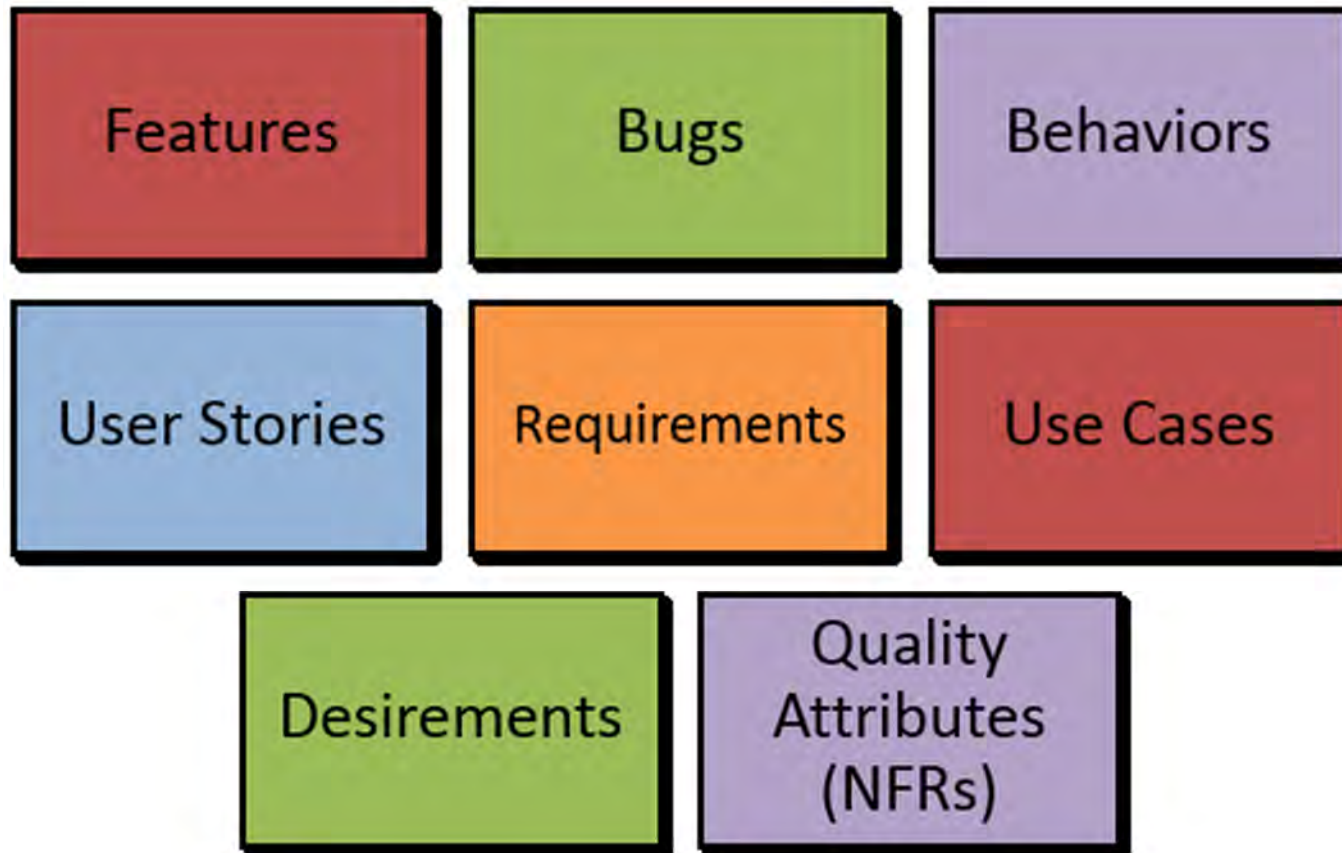 Features
Bugs
Behaviors
User Stories
Requirements
Use Cases
Desirements
Quality
Attributes
(NFRs)